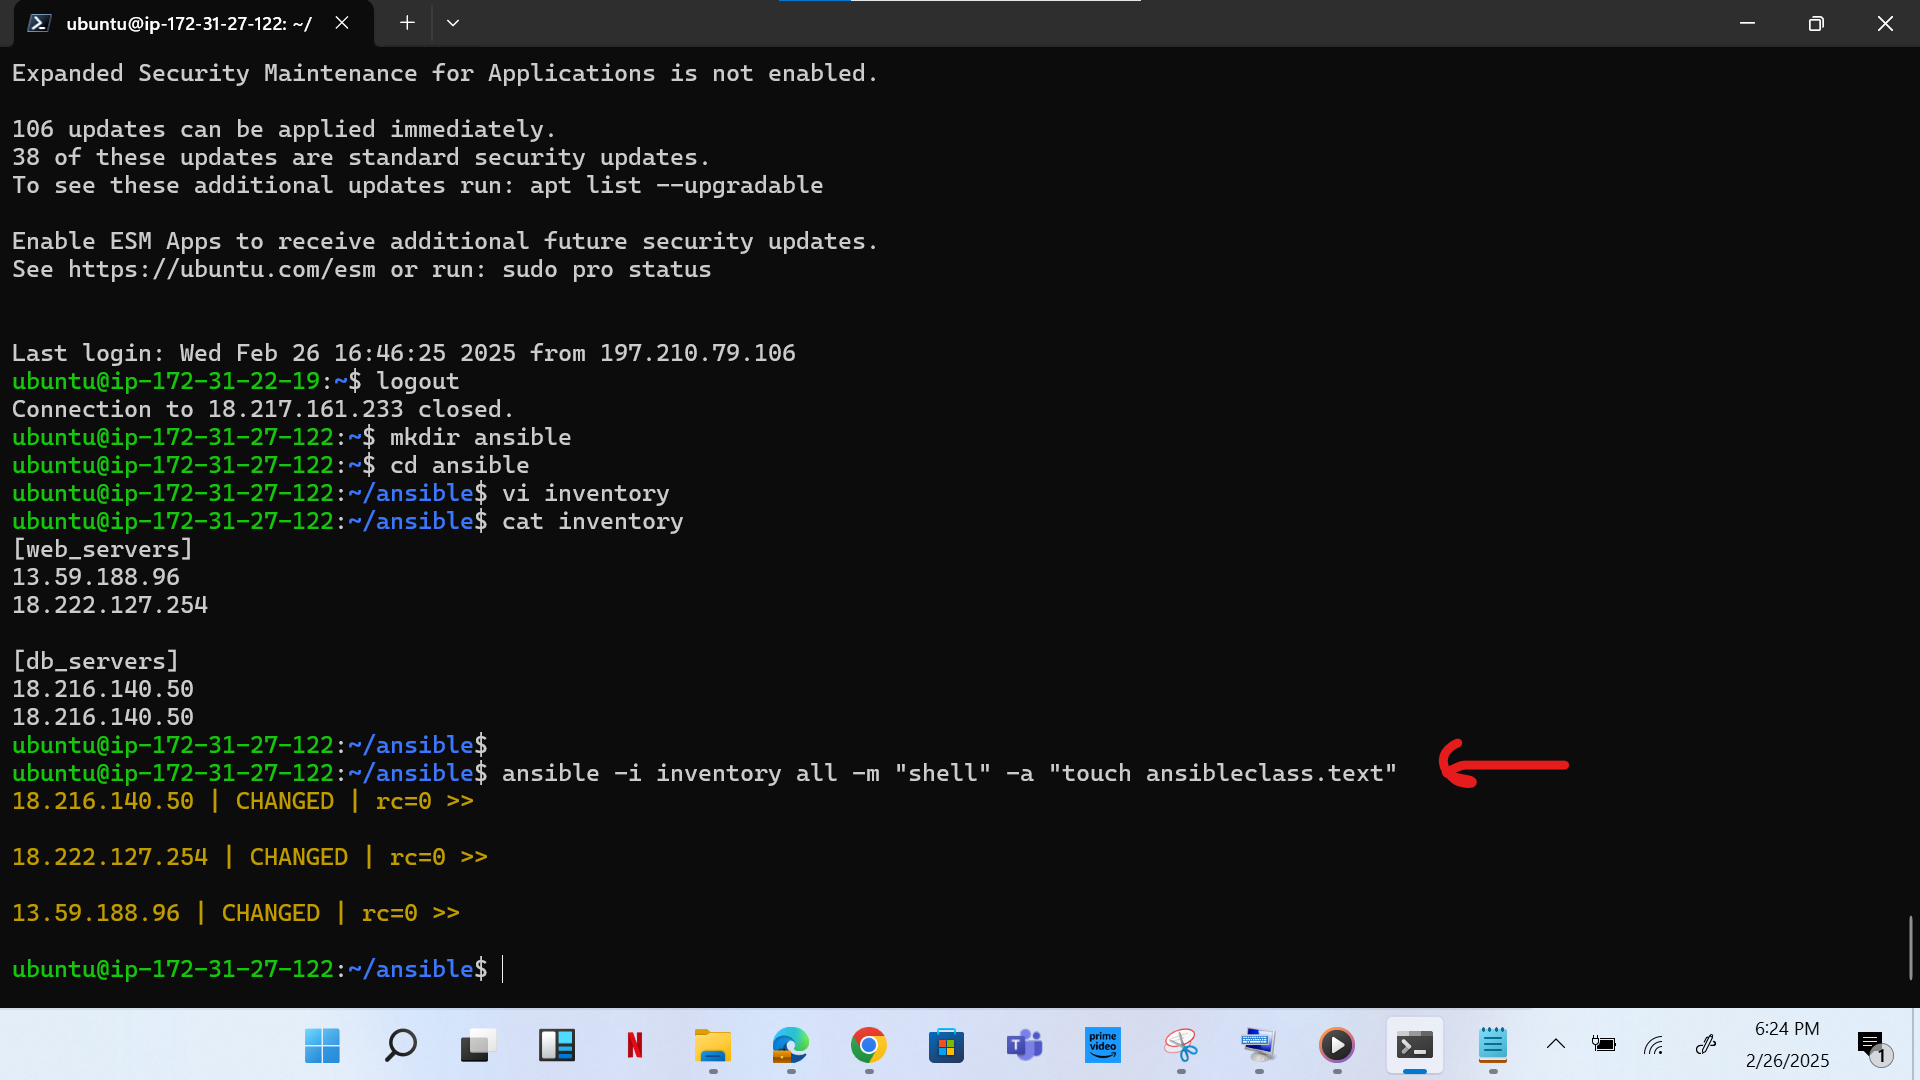 ubuntu@ip-172-31-27-122: ~/
Expanded Security Maintenance for Applications is not enabled.
106 updates can be applied immediately.
38 of these updates are standard security updates.
To see these additional updates run: apt list --upgradable
Enable ESM Apps to receive additional future security updates.
See https://ubuntu.com/esm or run: sudo pro status
Last login: Wed Feb 26 16:46:25 2025 from 197.210.79.106
ubuntu@ip-172-31-22-19:~$ logout
Connection to 18.217.161.233 closed.
ubuntu@ip-172-31-27-122:~$ mkdir ansible
ubuntu@ip-172-31-27-122:~$ cd ansible
ubuntu@ip-172-31-27-122:~/ansible$ vi inventory
ubuntu@ip-172-31-27-122:~/ansible$ cat inventory
[web_servers]
13.59.188.96
18.222.127.254
[db_servers]
18.216.140.50
18.216.140.50
ubuntu@ip-172-31-27-122:~/ansible$
ubuntu@ip-172-31-27-122:~/ansible$ ansible -i inventory all -m "shell" -a "touch ansibleclass.text"
18.216.140.50 | CHANGED | rc=0 >>
18.222.127.254 | CHANGED | rc=0 >>
13.59.188.96 | CHANGED | rc=0 >>
ubuntu@ip-172-31-27-122:~/ansible$
N
T
prime video
6:24 PM
2/26/2025
1